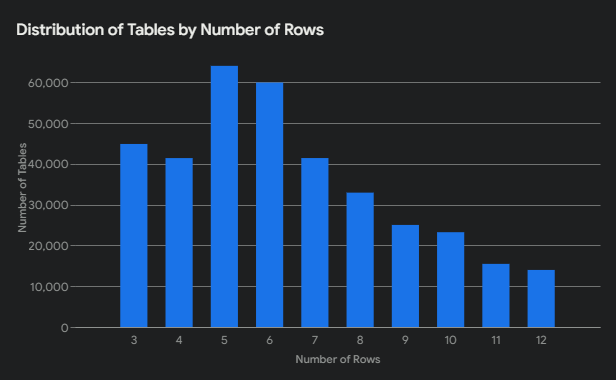 Distribution of Tables by Number of Rows
Number of Tables
60,000
50,000
40,000
30,000
20,000
10,000
0
3 4 5 6 7 8 9 10 11 12
Number of Rows